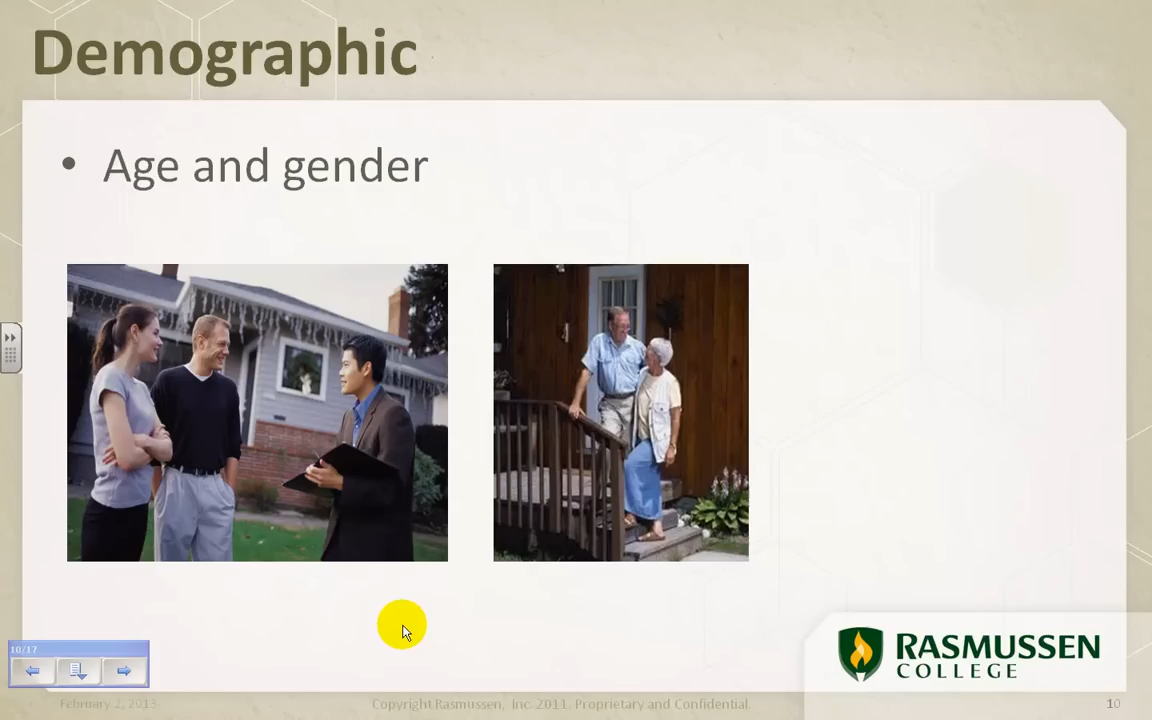 Demographic
• Age and gender
10/17
RASMUSSEN
COLLEGE
February 2, 2013
Copyright Rasmussen, Inc. 2011. Proprietary and Confidential.
10